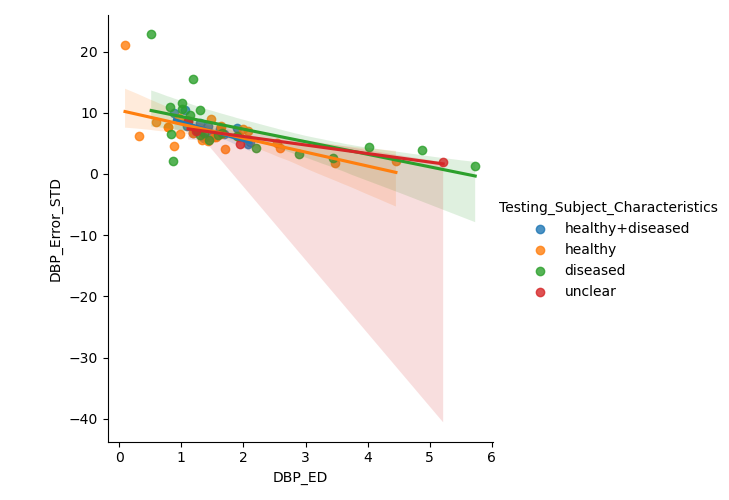 20
10
0
−10
−20
−30
−40
DBP_Error_STD
0 1 2 3 4 5 6
DBP_ED
Testing_Subject_Characteristics
healthy+diseased
healthy
diseased
unclear